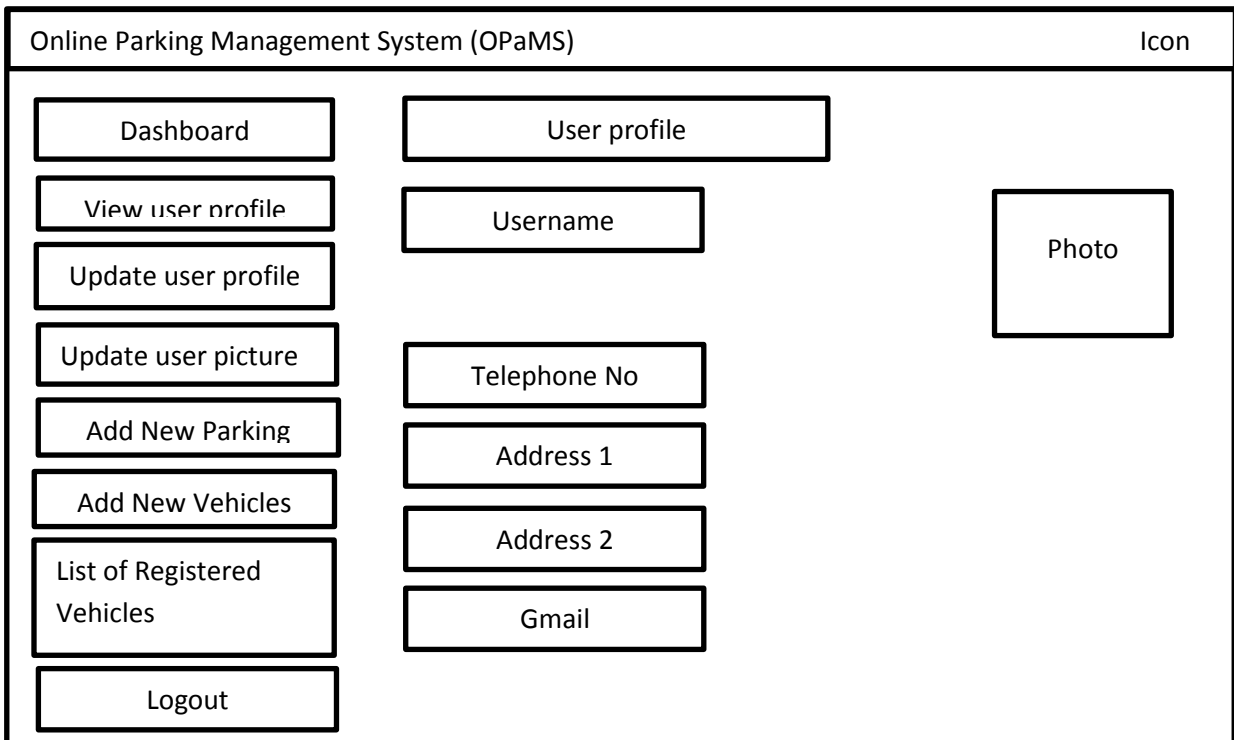 Online Parking Management System (OPaMS) Icon
Dashboard
View user profile
Update user profile
Update user picture
Add New Parking
Add New Vehicles
List of Registered
Vehicles
Logout
User profile
Username
Telephone No
Address 1
Address 2
Gmail
Photo